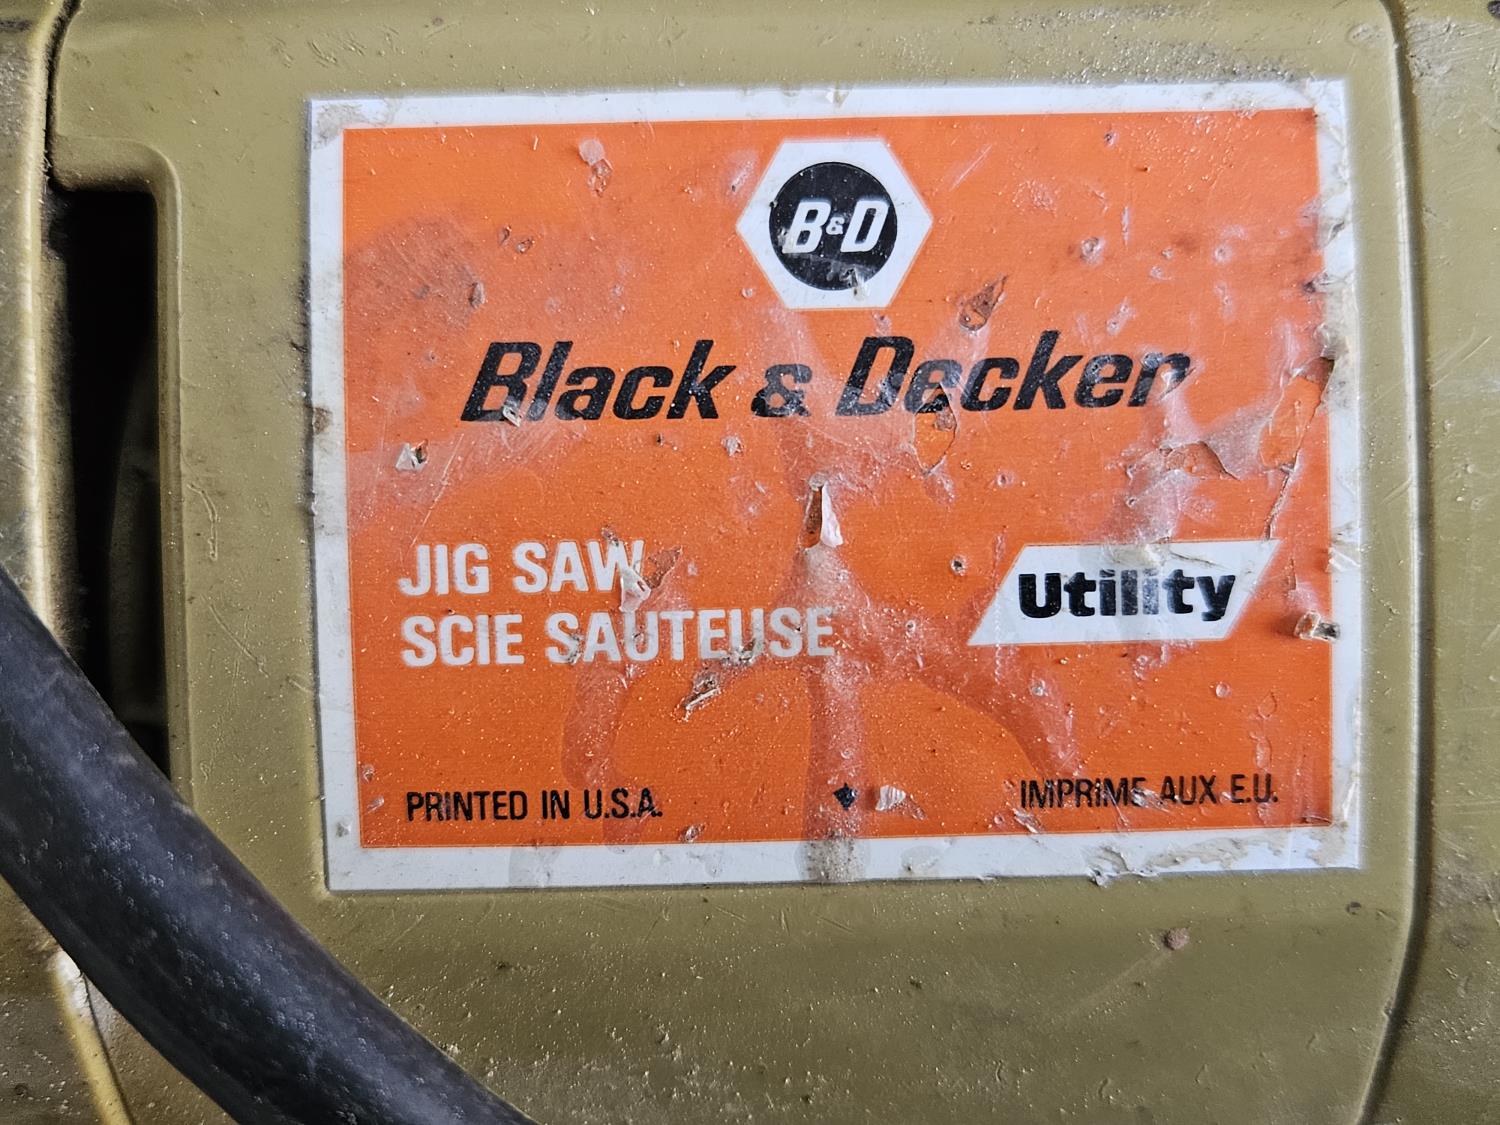 B&D
Black & Decker
JIG SAW
SCIE SAUTEUSE
Utility
PRINTED IN U.S.A.
IMPRIME AUX E.U.